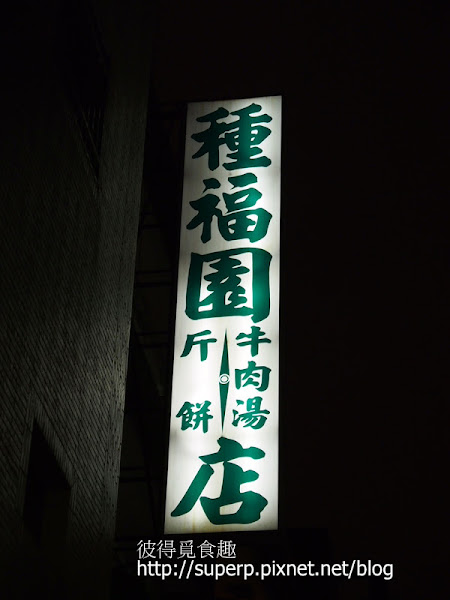 種福園
牛肉湯
斤餅
店
彼得覓食趣
http://superp.pixnet.net/blog